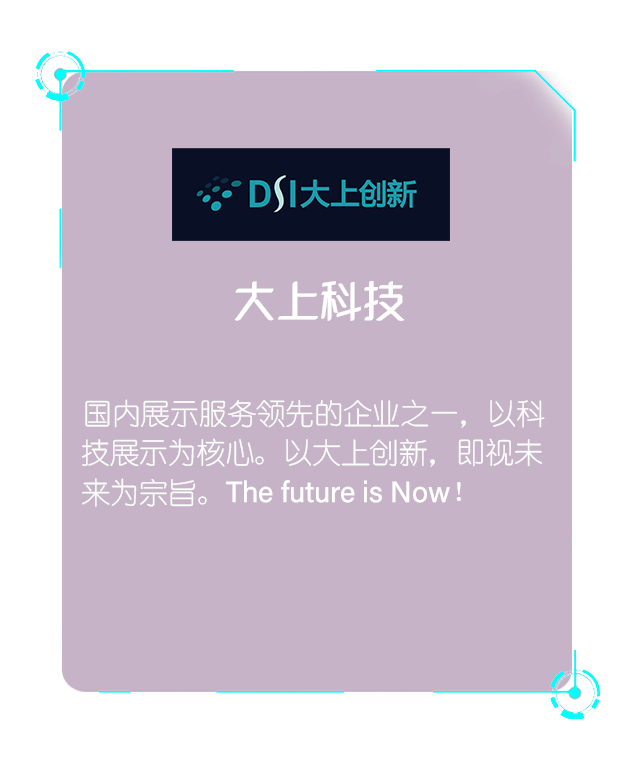 DSI大上创新
大上科技
国内展示服务领先的企业之一，以科
技展示为核心。以大上创新，即视未
来为宗旨。The future is Now！